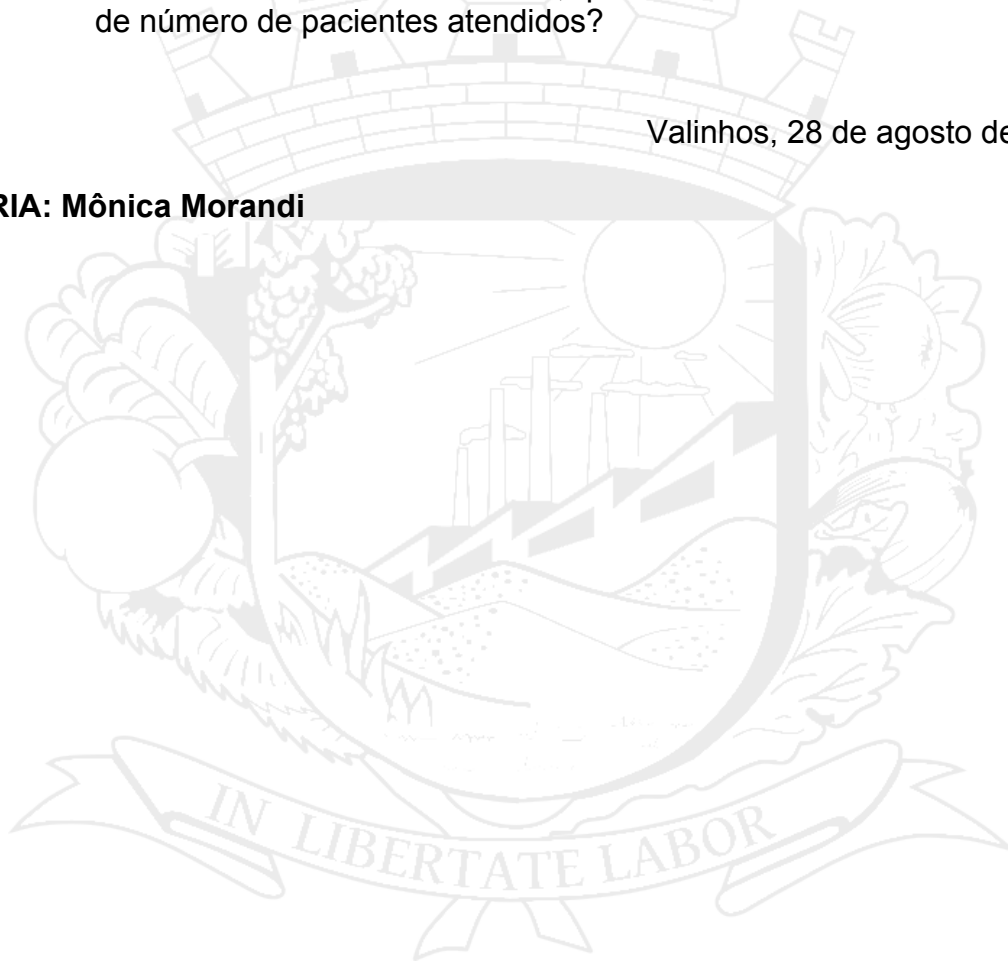 de número de pacientes atendidos?
Valinhos, 28 de agosto de
RIA: Mônica Morandi
IN LIBERTATE LABOR